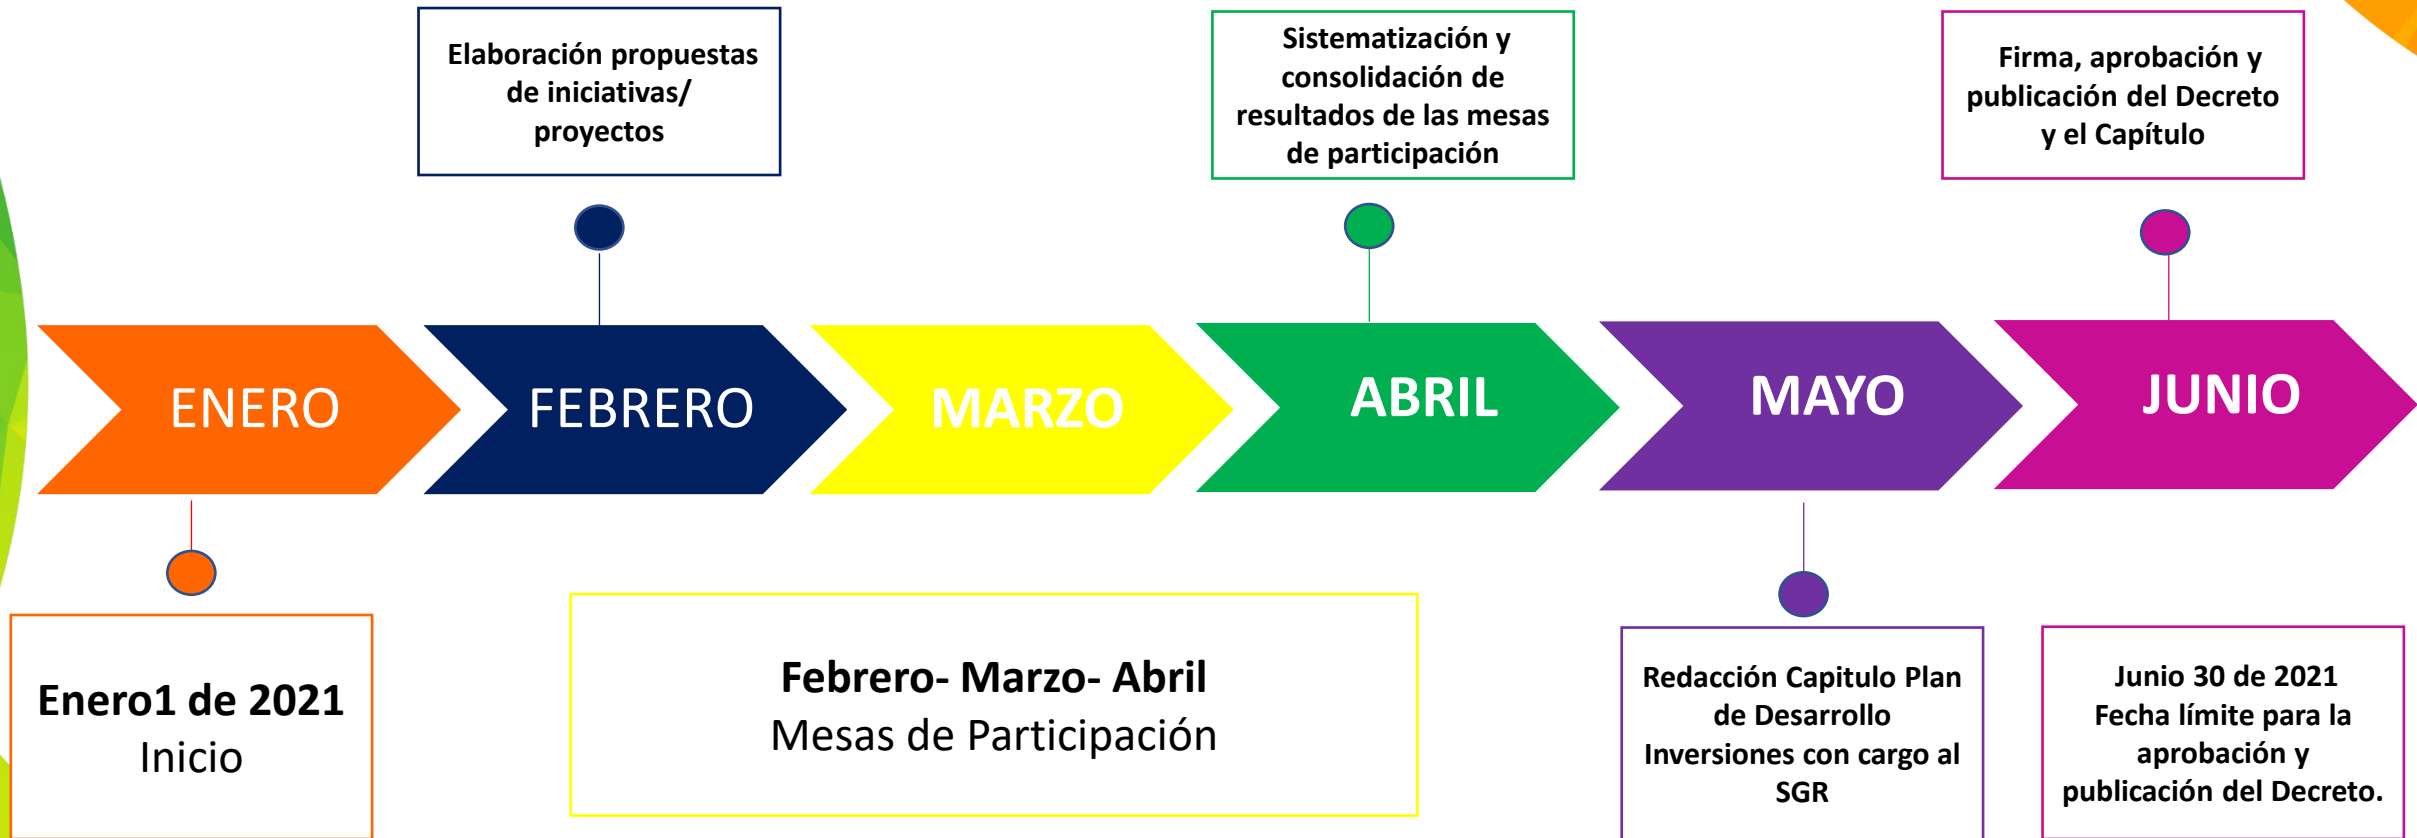 Elaboración propuestas
de iniciativas/
proyectos
Sistematización y
consolidación de
resultados de las mesas
de participación
Firma, aprobación y
publicación del Decreto
y el Capítulo
ENERO
FEBRERO
MARZO
ABRIL
MAYO
JUNIO
Enero1 de 2021
Inicio
Febrero- Marzo- Abril
Mesas de Participación
Redacción Capitulo Plan
de Desarrollo
Inversiones con cargo al
SGR
Junio 30 de 2021
Fecha límite para la
aprobación y
publicación del Decreto.